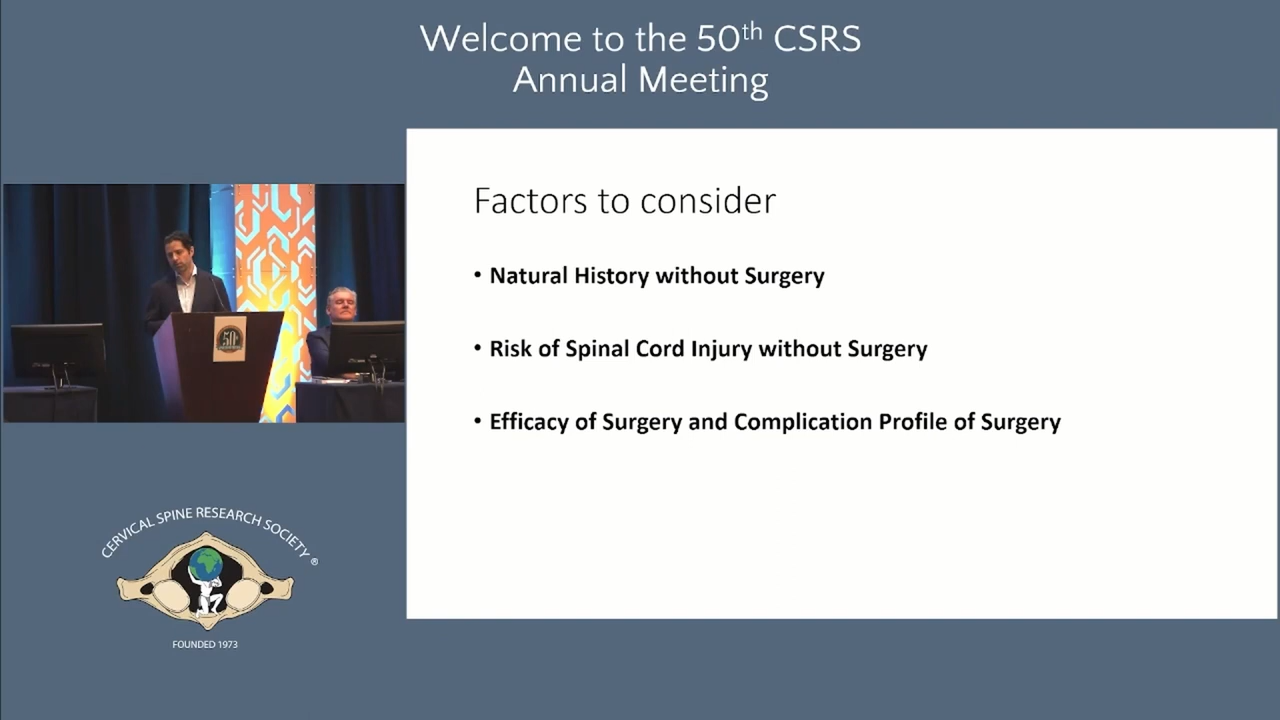 Welcome to the 50th CSRS
Annual Meeting
Factors to consider
• Natural History without Surgery
• Risk of Spinal Cord Injury without Surgery
• Efficacy of Surgery and Complication Profile of Surgery
50
CERVICAL SPINE RESEARCH SOCIETY ®
FOUNDED 1973